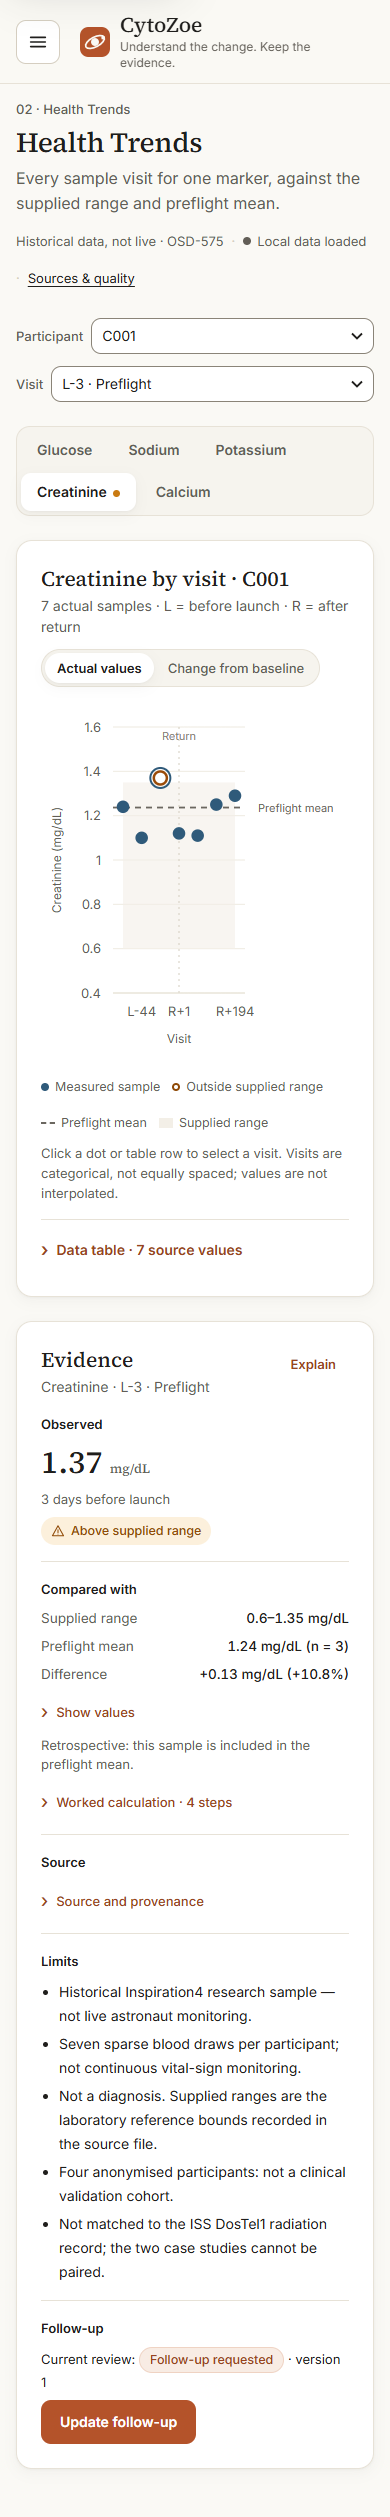 CytoZoe
Understand the change. Keep the
evidence.
02 · Health Trends
Health Trends
Every sample visit for one marker, against the
supplied range and preflight mean.
Historical data, not live · OSD-575 · Local data loaded
· Sources & quality
Participant C001
Visit L-3 · Preflight
Glucose Sodium Potassium
Creatinine Calcium
Creatinine by visit · C001
7 actual samples · L = before launch · R = after
return
Actual values Change from baseline
1.6
Return
1.4
1.2
Preflight mean
1
0.8
0.6
0.4
Creatinine (mg/dL)
L-44 R+1 R+194
Visit
Measured sample Outside supplied range
Preflight mean Supplied range
Click a dot or table row to select a visit. Visits are
categorical, not equally spaced; values are not
interpolated.
Data table · 7 source values
Evidence Explain
Creatinine · L-3 · Preflight
Observed
1.37 mg/dL
3 days before launch
Above supplied range
Compared with
Supplied range 0.6–1.35 mg/dL
Preflight mean 1.24 mg/dL (n = 3)
Difference +0.13 mg/dL (+10.8%)
Show values
Retrospective: this sample is included in the
preflight mean.
Worked calculation · 4 steps
Source
Source and provenance
Limits
• Historical Inspiration4 research sample —
not live astronaut monitoring.
• Seven sparse blood draws per participant;
not continuous vital-sign monitoring.
• Not a diagnosis. Supplied ranges are the
laboratory reference bounds recorded in
the source file.
• Four anonymised participants: not a clinical
validation cohort.
• Not matched to the ISS DosTel1 radiation
record; the two case studies cannot be
paired.
Follow-up
Current review: Follow-up requested · version
1
Update follow-up